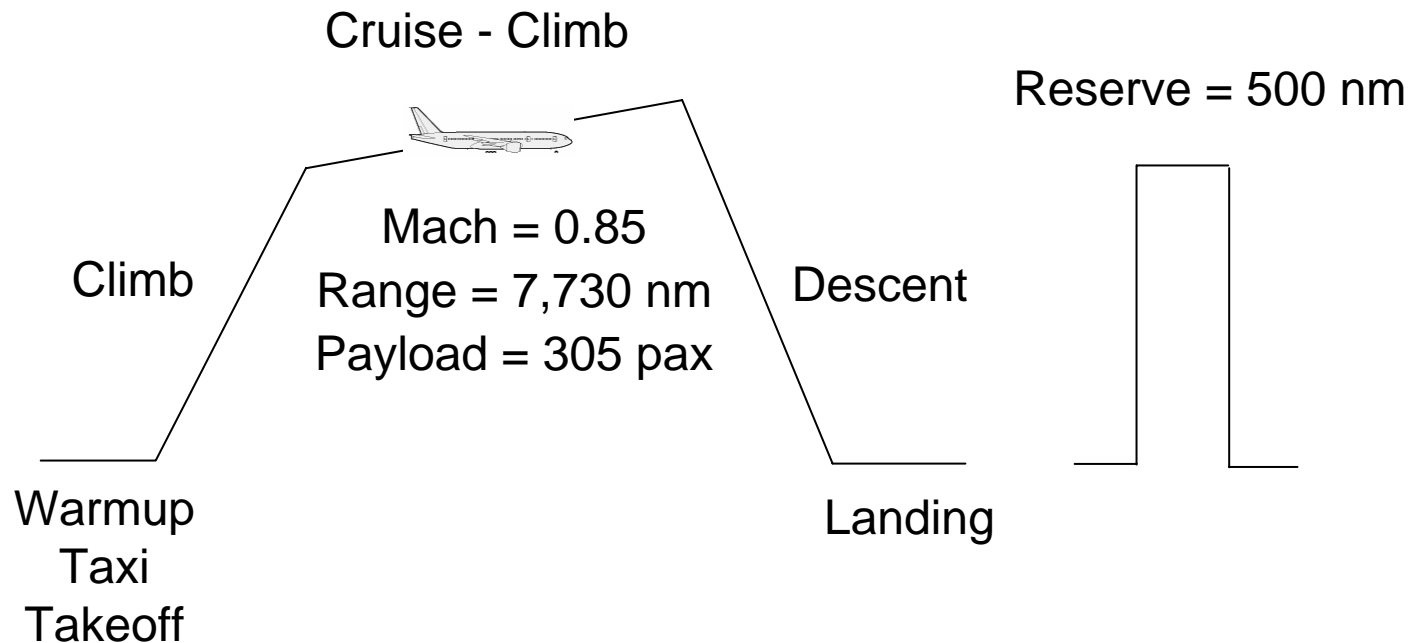 Cruise - Climb
Reserve = 500 nm
Mach = 0.85
Range = 7,730 nm
Payload = 305 pax
Climb
Descent
Warmup
Taxi
Takeoff
Landing